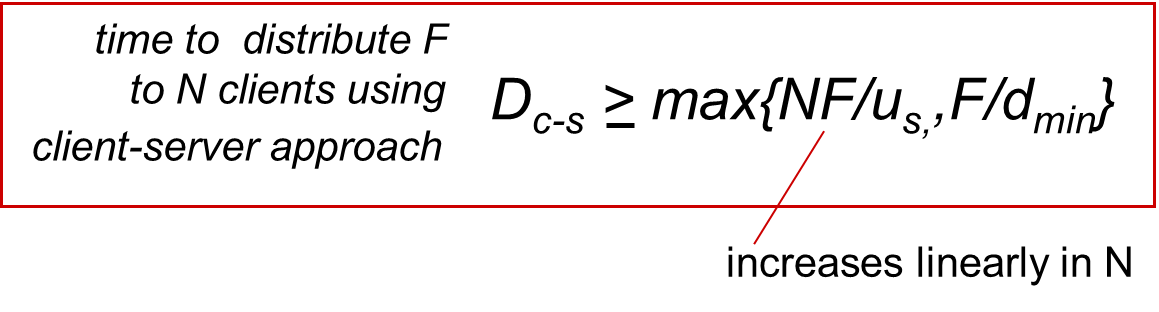 time to distribute F
to N clients using
client-server approach
Dc-s ≥ max{NF/us,,F/dmin}
increases linearly in N